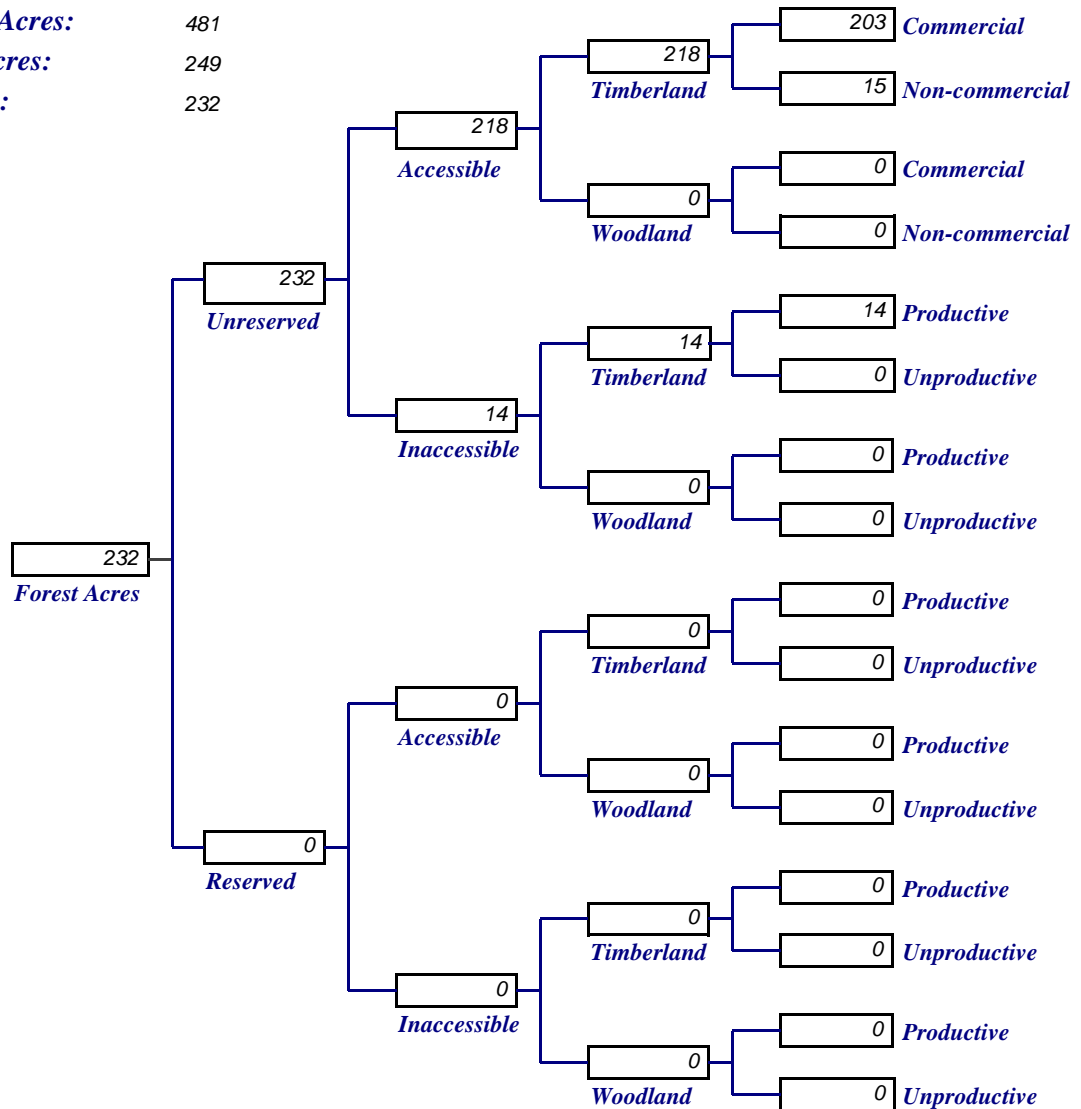 Acres: 481
cres: 249
: 232
203 Commercial
218
Timberland
15 Non-commercial
218
Accessible
0 Commercial
0
Woodland
0 Non-commercial
232
Unreserved
14 Productive
14
Timberland
0 Unproductive
14
Inaccessible
0 Productive
0
Woodland
0 Unproductive
232
Forest Acres
0 Productive
0
Timberland
0 Unproductive
0
Accessible
0 Productive
0
Woodland
0 Unproductive
0
Reserved
0 Productive
0
Timberland
0 Unproductive
0
Inaccessible
0 Productive
0
Woodland
0 Unproductive